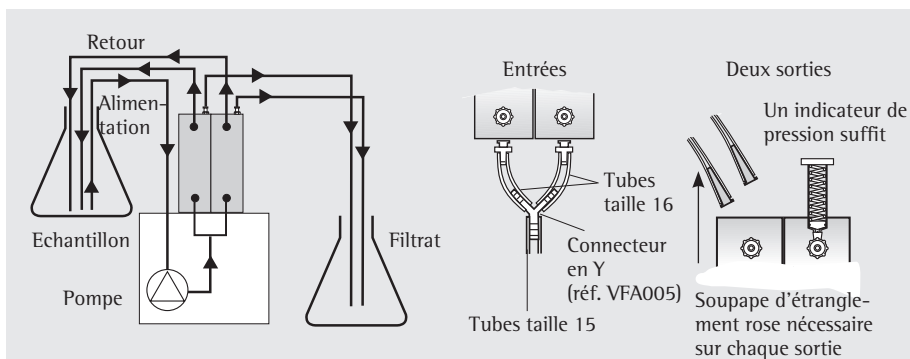 Retour
Alimen-
tation
Echantillon
Pompe
Filtrat
Entrées
Tubes
taille 16
Connecteur
en Y
(réf. VFA005)
Tubes taille 15
Deux sorties
Un indicateur de
pression suffit
Soupape d'étrangle-
ment rose nécessaire
sur chaque sortie